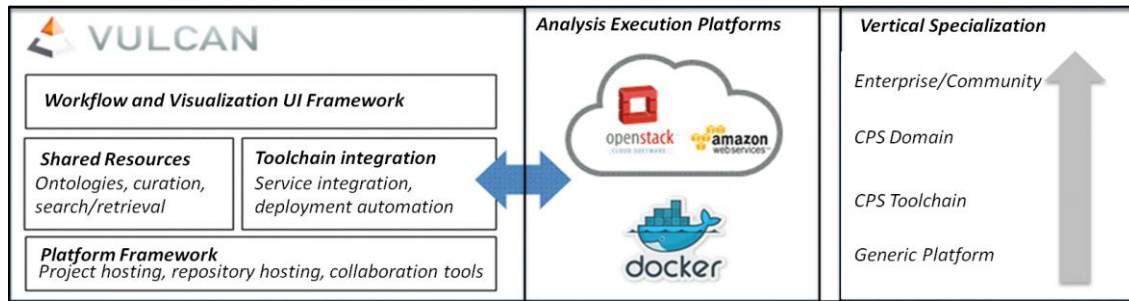 VULCAN
Workflow and Visualization UI Framework
Shared Resources
Ontologies, curation,
search/retrieval
Toolchain integration
Service integration,
deployment automation
Platform Framework
Project hosting, repository hosting, collaboration tools
Analysis Execution Platforms
openstack
CLOUD SOFTWARE
amazon
webservices™
docker
Vertical Specialization
Enterprise/Community
CPS Domain
CPS Toolchain
Generic Platform